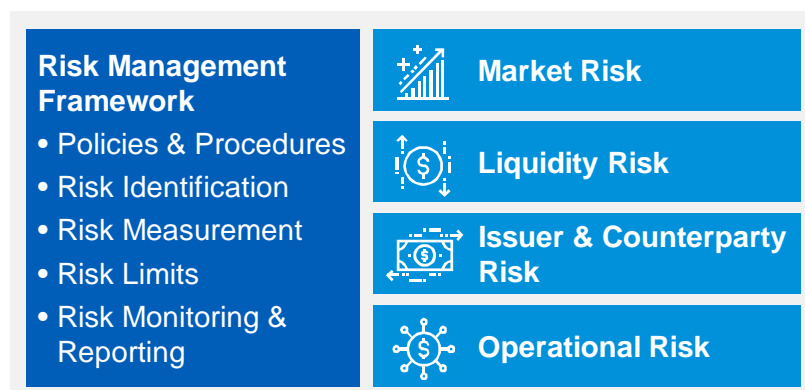 Risk Management
Framework
• Policies & Procedures
• Risk Identification
• Risk Measurement
• Risk Limits
• Risk Monitoring &
Reporting
Market Risk
Liquidity Risk
Issuer & Counterparty
Risk
Operational Risk